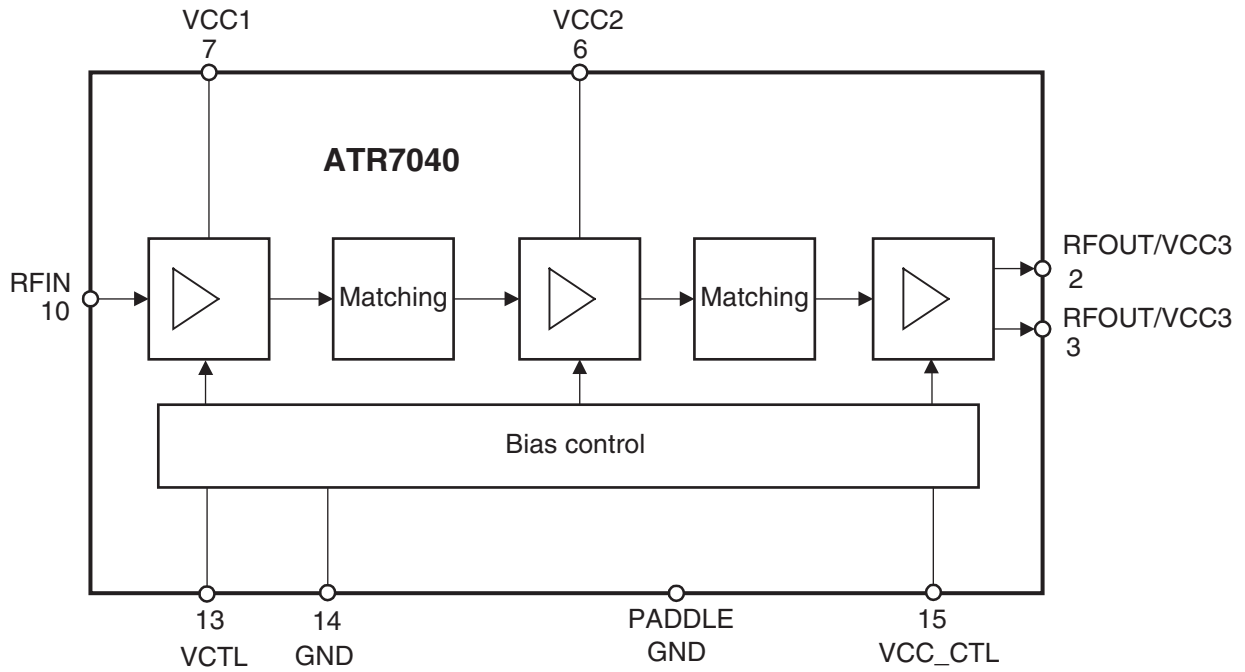 VCC1
7
VCC2
6
ATR7040
RFIN
10
Matching
Matching
RFOUT/VCC3
2
RFOUT/VCC3
3
Bias control
13
VCTL
14
GND
PADDLE
GND
15
VCC_CTL